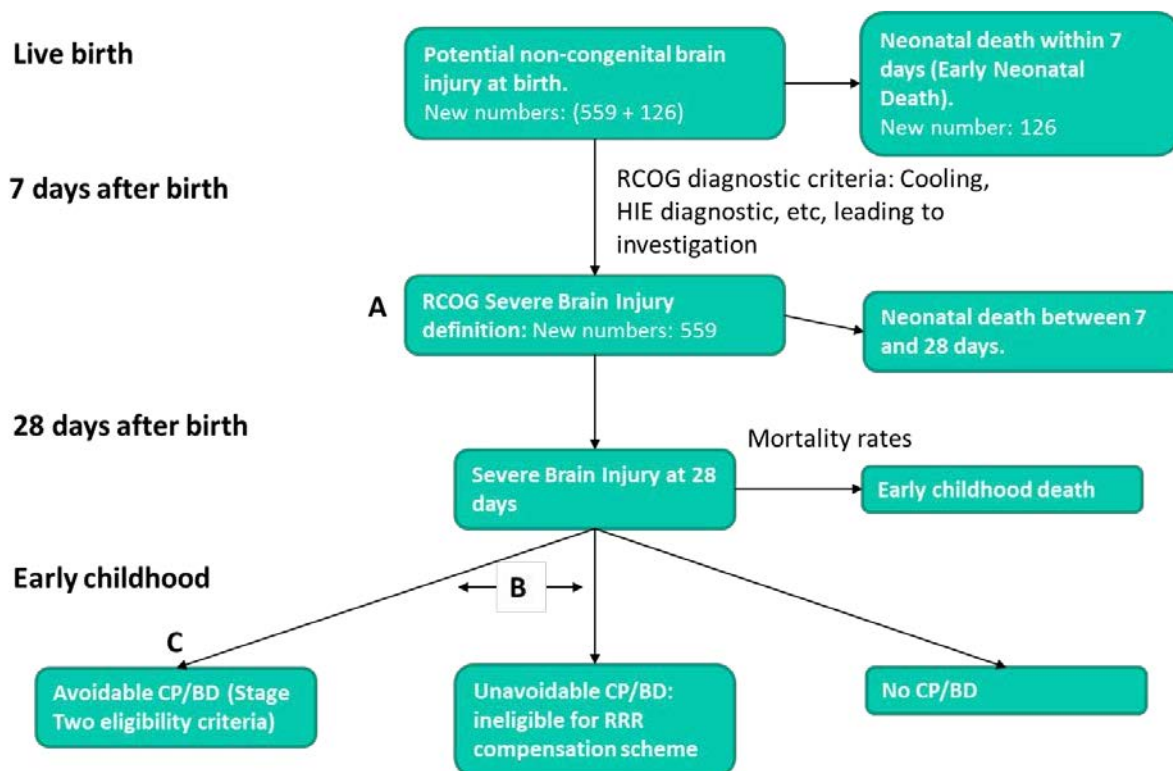 Live birth
Potential non-congenital brain
injury at birth.
New numbers: (559 + 126)
Neonatal death within 7
days (Early Neonatal
Death).
New number: 126
7 days after birth
RCOG diagnostic criteria: Cooling,
HIE diagnostic, etc, leading to
investigation
A
RCOG Severe Brain Injury
definition: New numbers: 559
Neonatal death between 7
and 28 days.
28 days after birth
Mortality rates
Severe Brain Injury at 28
days
Early childhood death
Early childhood
B
C
Avoidable CP/BD (Stage
Two eligibility criteria)
Unavoidable CP/BD:
ineligible for RRR
compensation scheme
No CP/BD